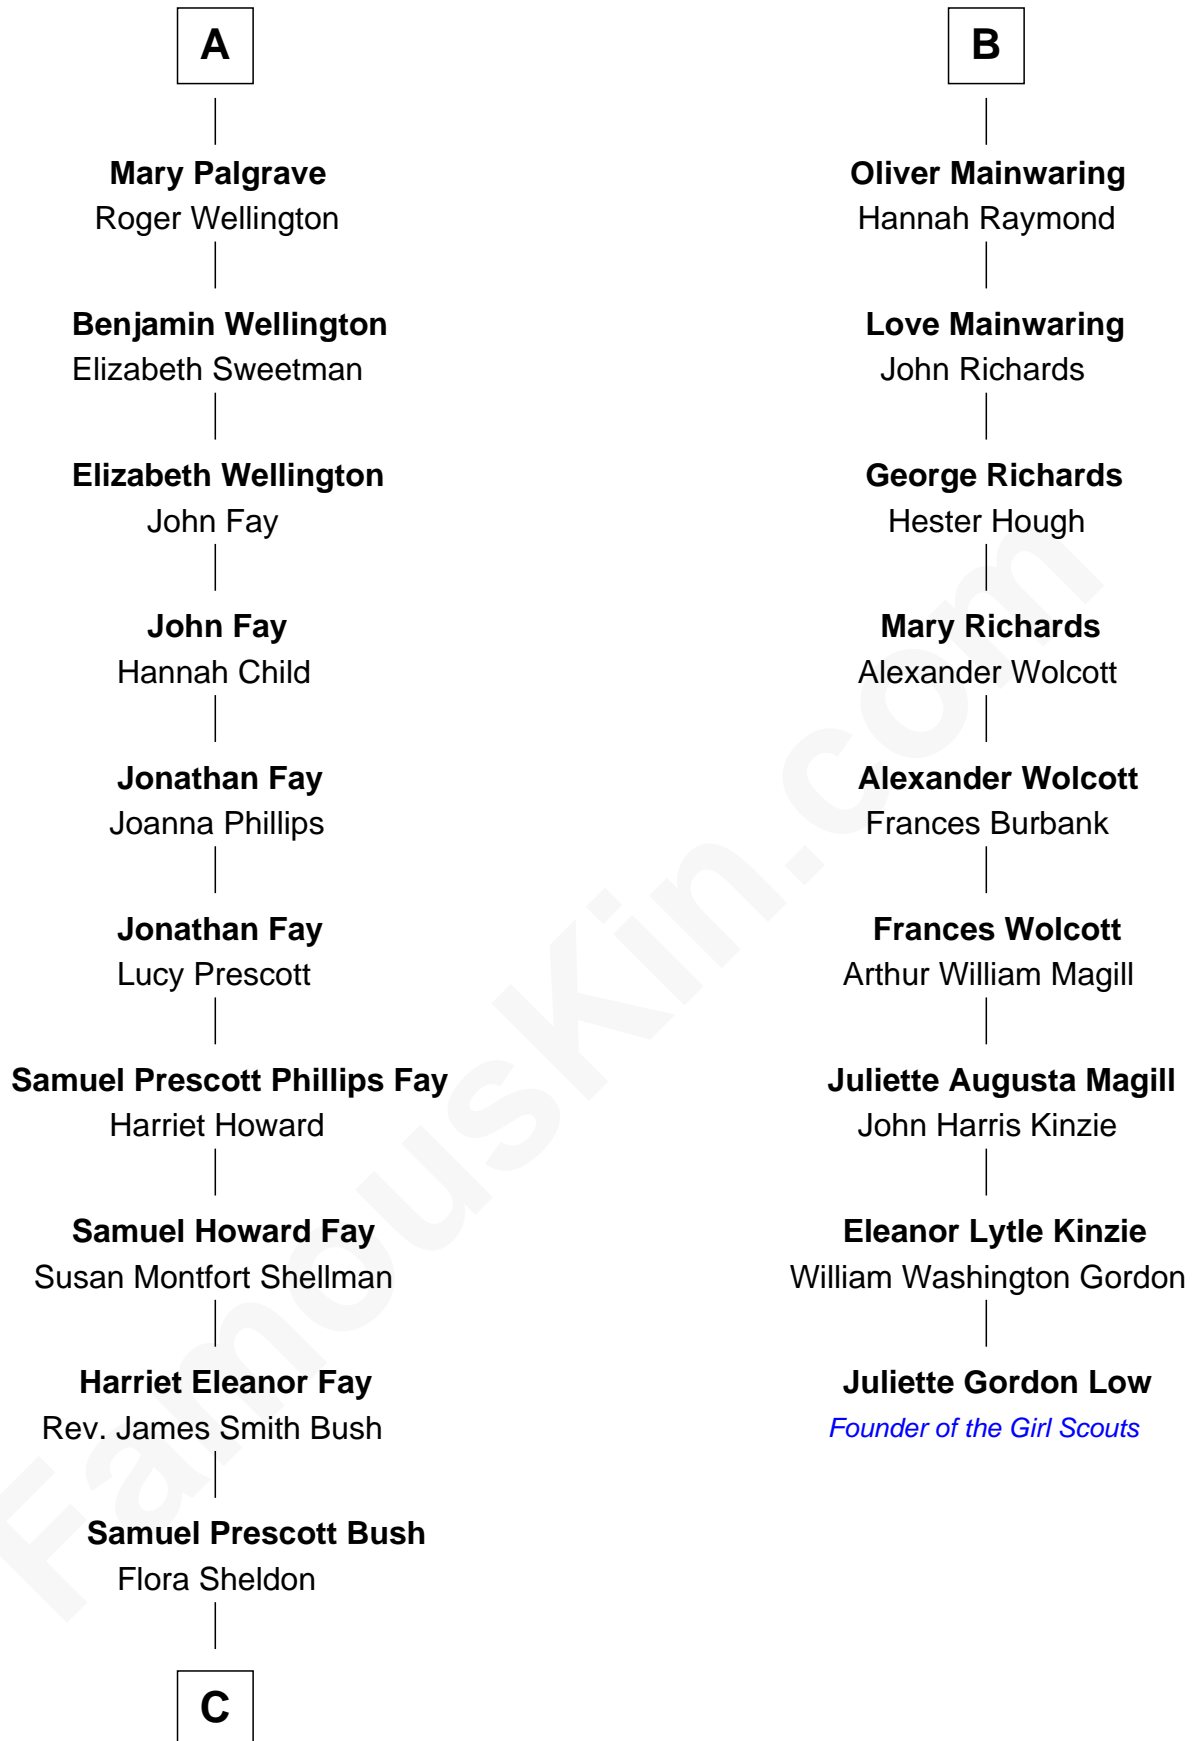 A
Mary Palgrave
Roger Wellington
Benjamin Wellington
Elizabeth Sweetman
Elizabeth Wellington
John Fay
John Fay
Hannah Child
Jonathan Fay
Joanna Phillips
Jonathan Fay
Lucy Prescott
Samuel Prescott Phillips Fay
Harriet Howard
Samuel Howard Fay
Susan Montfort Shellman
Harriet Eleanor Fay
Rev. James Smith Bush
Samuel Prescott Bush
Flora Sheldon
C
B
Oliver Mainwaring
Hannah Raymond
Love Mainwaring
John Richards
George Richards
Hester Hough
Mary Richards
Alexander Wolcott
Alexander Wolcott
Frances Burbank
Frances Wolcott
Arthur William Magill
Juliette Augusta Magill
John Harris Kinzie
Eleanor Lytle Kinzie
William Washington Gordon
Juliette Gordon Low
Founder of the Girl Scouts
FamousKin.com